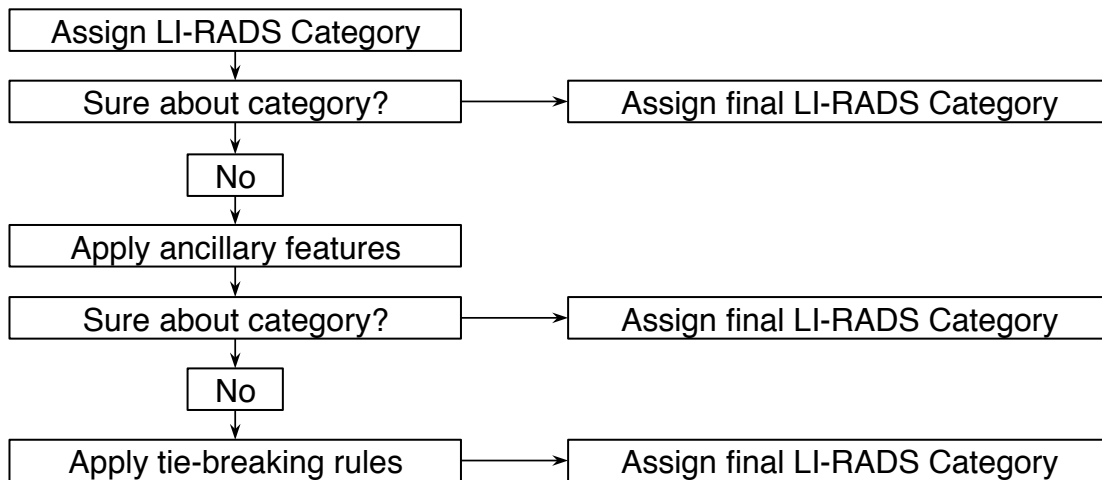 Assign LI-RADS Category
Sure about category?
Assign final LI-RADS Category
No
Apply ancillary features
Sure about category?
Assign final LI-RADS Category
No
Apply tie-breaking rules
Assign final LI-RADS Category